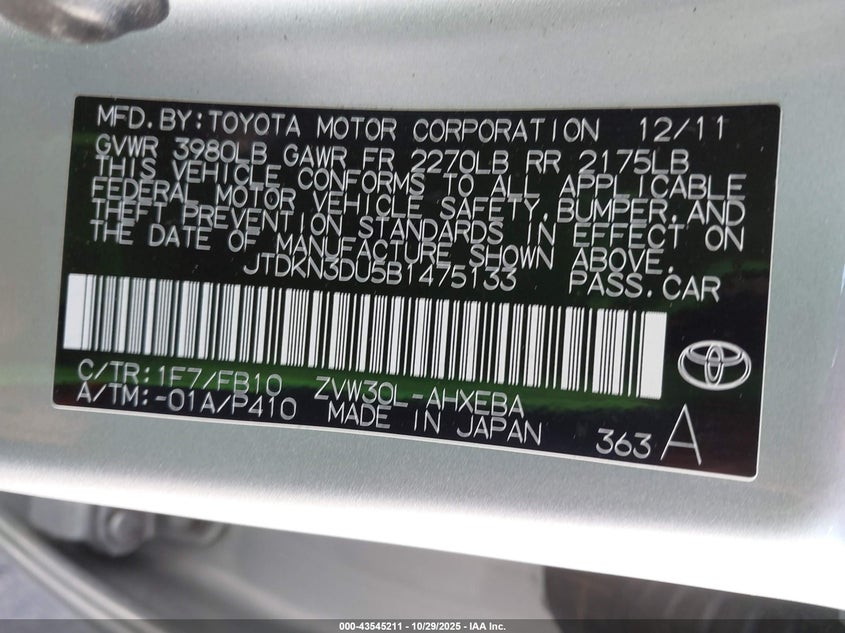 MFD. BY: TOYOTA MOTOR CORPORATION 12/11
GVWR 3980LB GAWR FR 2270LB RR 2175LB
THIS VEHICLE CONFORMS TO ALL APPLICABLE
FEDERAL MOTOR VEHICLE SAFETY, BUMPER, AND
THEFT PREVENTION STANDARDS IN EFFECT ON
THE DATE OF MANUFACTURE SHOWN ABOVE.
JTDKN3DU5B1475133 PASS. CAR
C/TR: 1F7/FB10 ZVW30L-AHXEBA
A/TM: -01A/P410 MADE IN JAPAN 363 A
000-43545211 - 10/29/2025 - IAA Inc.